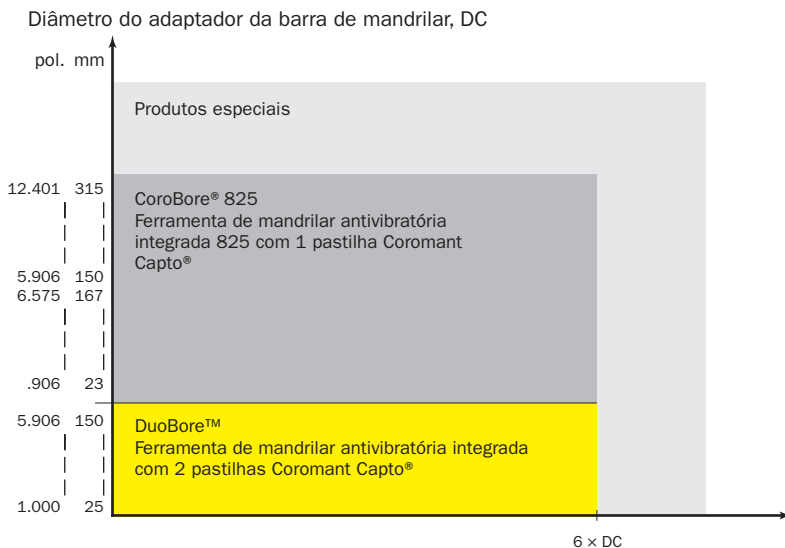 Diâmetro do adaptador da barra de mandrilar, DC
pol. mm
Produtos especiais
12.401 315
CoroBore® 825
Ferramenta de mandrilar antivibratória
integrada 825 com 1 pastilha Coromant
Capto®
5.906 150
6.575 167
.906 23
5.906 150
DuoBore™
Ferramenta de mandrilar antivibratória integrada
com 2 pastilhas Coromant Capto®
1.000 25
6 × DC